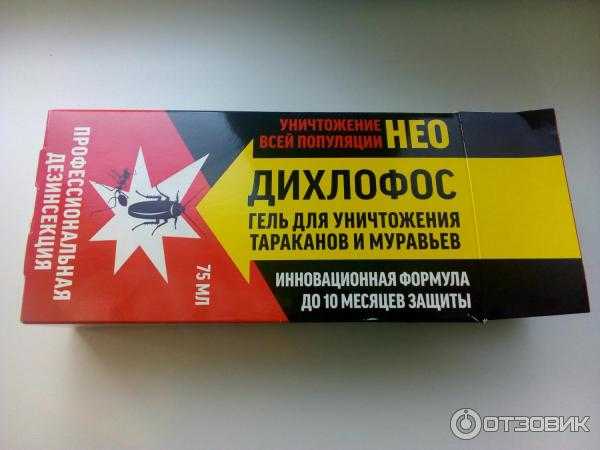 УНИЧТОЖЕНИЕ
ВСЕЙ ПОПУЛЯЦИИ НЕО
ДИХЛОФОС
ГЕЛЬ ДЛЯ УНИЧТОЖЕНИЯ
ТАРАКАНОВ И МУРАВЬЕВ
ИННОВАЦИОННАЯ ФОРМУЛА
ДО 10 МЕСЯЦЕВ ЗАЩИТЫ
ПРОФЕССИОНАЛЬНАЯ
ДЕЗИНСЕКЦИЯ
75 МЛ
ОТЗОВИК